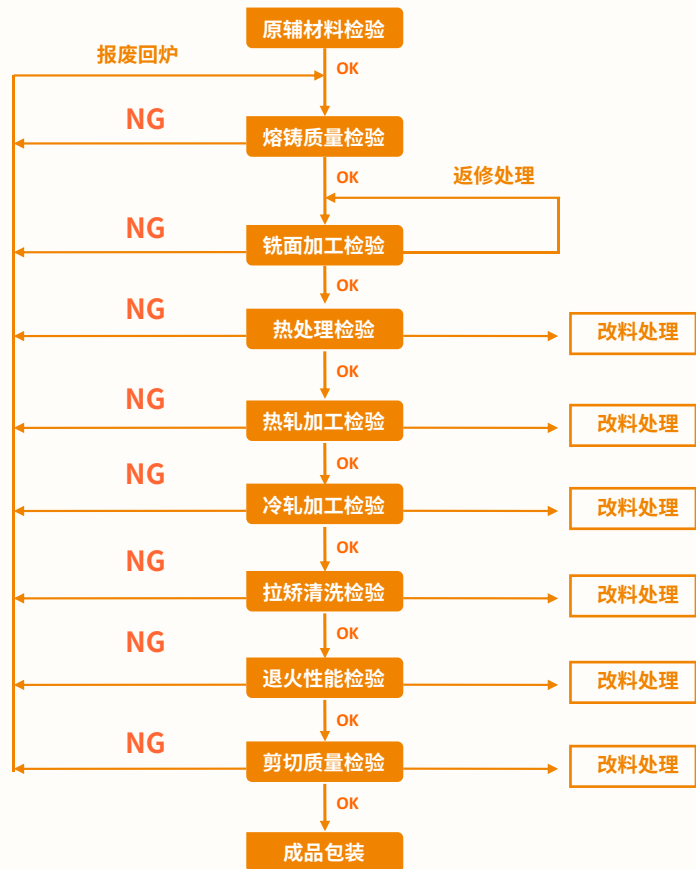 原辅材料检验
报废回炉
OK
NG
熔铸质量检验
OK
返修处理
NG
铣面加工检验
OK
NG
热处理检验
改料处理
OK
NG
热轧加工检验
改料处理
OK
NG
冷轧加工检验
改料处理
OK
NG
拉矫清洗检验
改料处理
OK
NG
退火性能检验
改料处理
OK
NG
剪切质量检验
改料处理
OK
成品包装